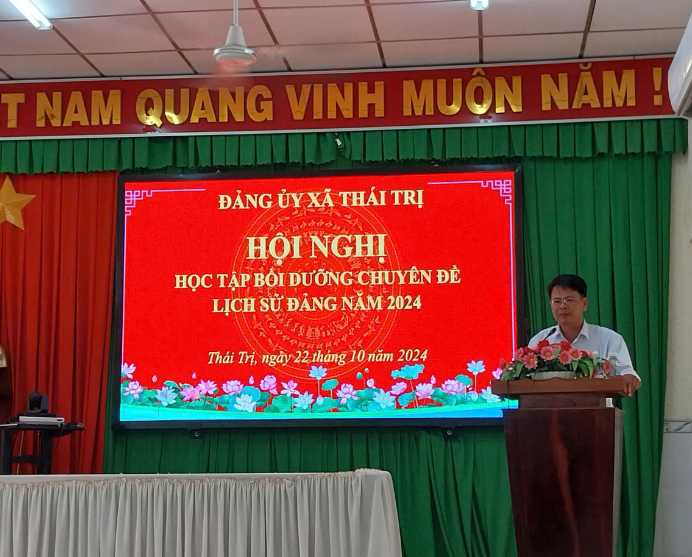 T NAM QUANG VINH MUÔN NĂM !
ĐẢNG ỦY XÃ THÁI TRỊ
HỘI NGHỊ
HỌC TẬP BỒI DƯỠNG CHUYÊN ĐỀ
LỊCH SỬ ĐẢNG NĂM 2024
Thái Trị, ngày 22 tháng 10 năm 2024